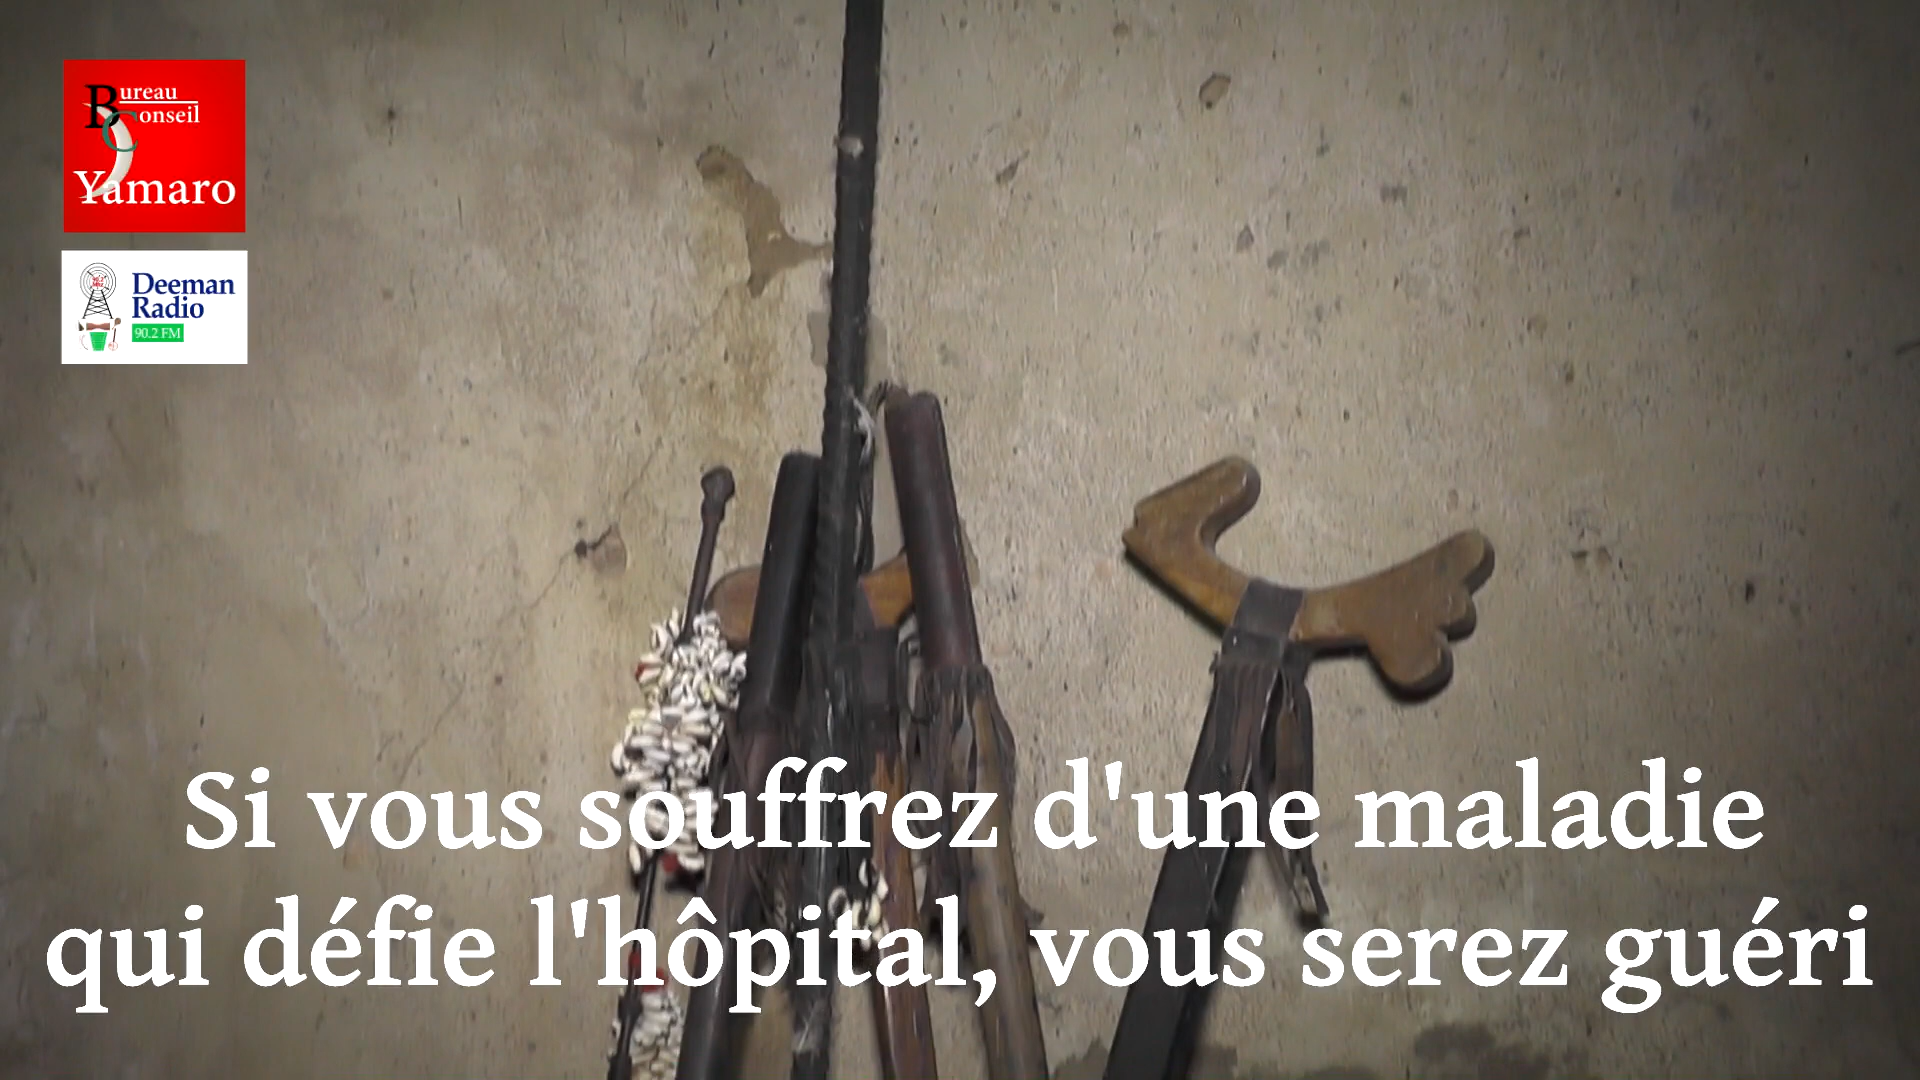 Bureau
Conseil
Yamaro
Deeman
Radio
90.2 FM
Si vous souffrez d'une maladie
qui défie l'hôpital, vous serez guéri